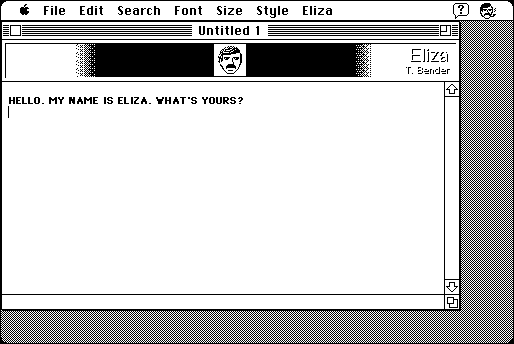 File Edit Search Font Size Style Eliza
Untitled 1
Eliza
T. Bender
HELLO. MY NAME IS ELIZA. WHAT'S YOURS?